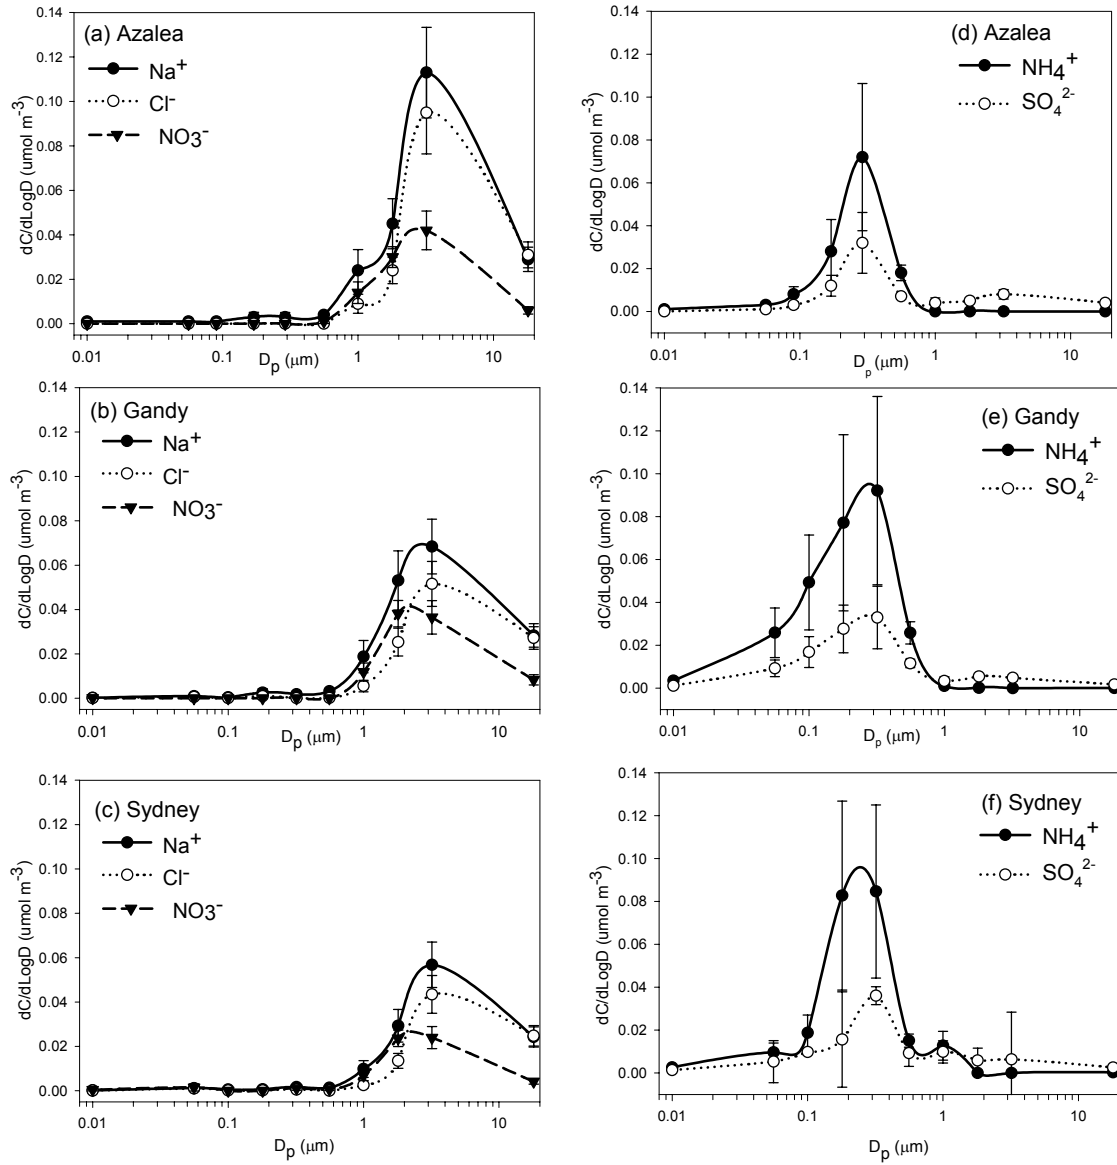 (a) Azalea
Na⁺
Cl⁻
NO₃⁻
dC/dLogD (umol m⁻³)
0.14
0.12
0.10
0.08
0.06
0.04
0.02
0.00
0.01 0.1 1 10
Dₚ (μm)
(d) Azalea
NH₄⁺
SO₄²⁻
dC/dLogD (umol m⁻³)
0.14
0.12
0.10
0.08
0.06
0.04
0.02
0.00
0.01 0.1 1 10
Dₚ (μm)
(b) Gandy
Na⁺
Cl⁻
NO₃⁻
dC/dLogD (umol m⁻³)
0.14
0.12
0.10
0.08
0.06
0.04
0.02
0.00
0.01 0.1 1 10
Dₚ (μm)
(e) Gandy
NH₄⁺
SO₄²⁻
dC/dLogD (umol m⁻³)
0.14
0.12
0.10
0.08
0.06
0.04
0.02
0.00
0.01 0.1 1 10
Dₚ (μm)
(c) Sydney
Na⁺
Cl⁻
NO₃⁻
dC/dLogD (umol m⁻³)
0.14
0.12
0.10
0.08
0.06
0.04
0.02
0.00
0.01 0.1 1 10
Dₚ (μm)
(f) Sydney
NH₄⁺
SO₄²⁻
dC/dLogD (umol m⁻³)
0.14
0.12
0.10
0.08
0.06
0.04
0.02
0.00
0.01 0.1 1 10
Dₚ (μm)